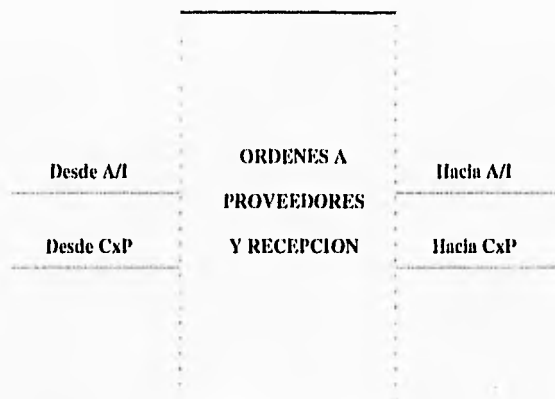 Desde A/I
Desde CxP
ORDENES A
PROVEEDORES
Y RECEPCION
Hacia A/I
Hacia CxP